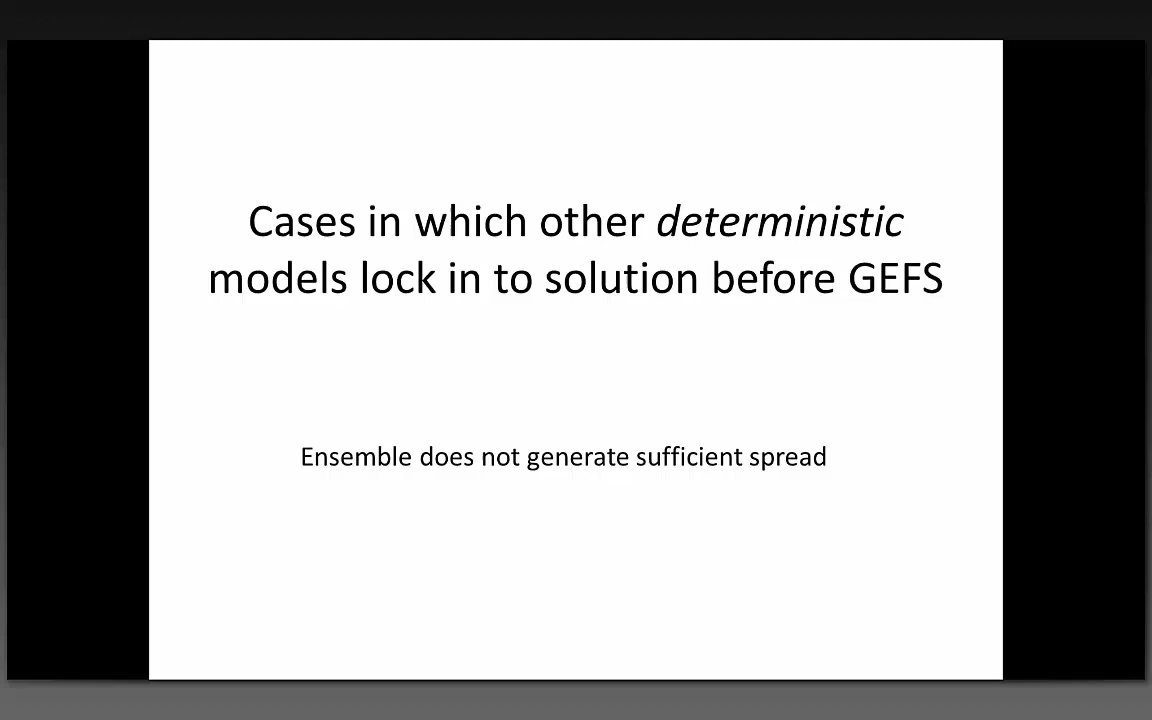 Cases in which other deterministic
models lock in to solution before GEFS
Ensemble does not generate sufficient spread